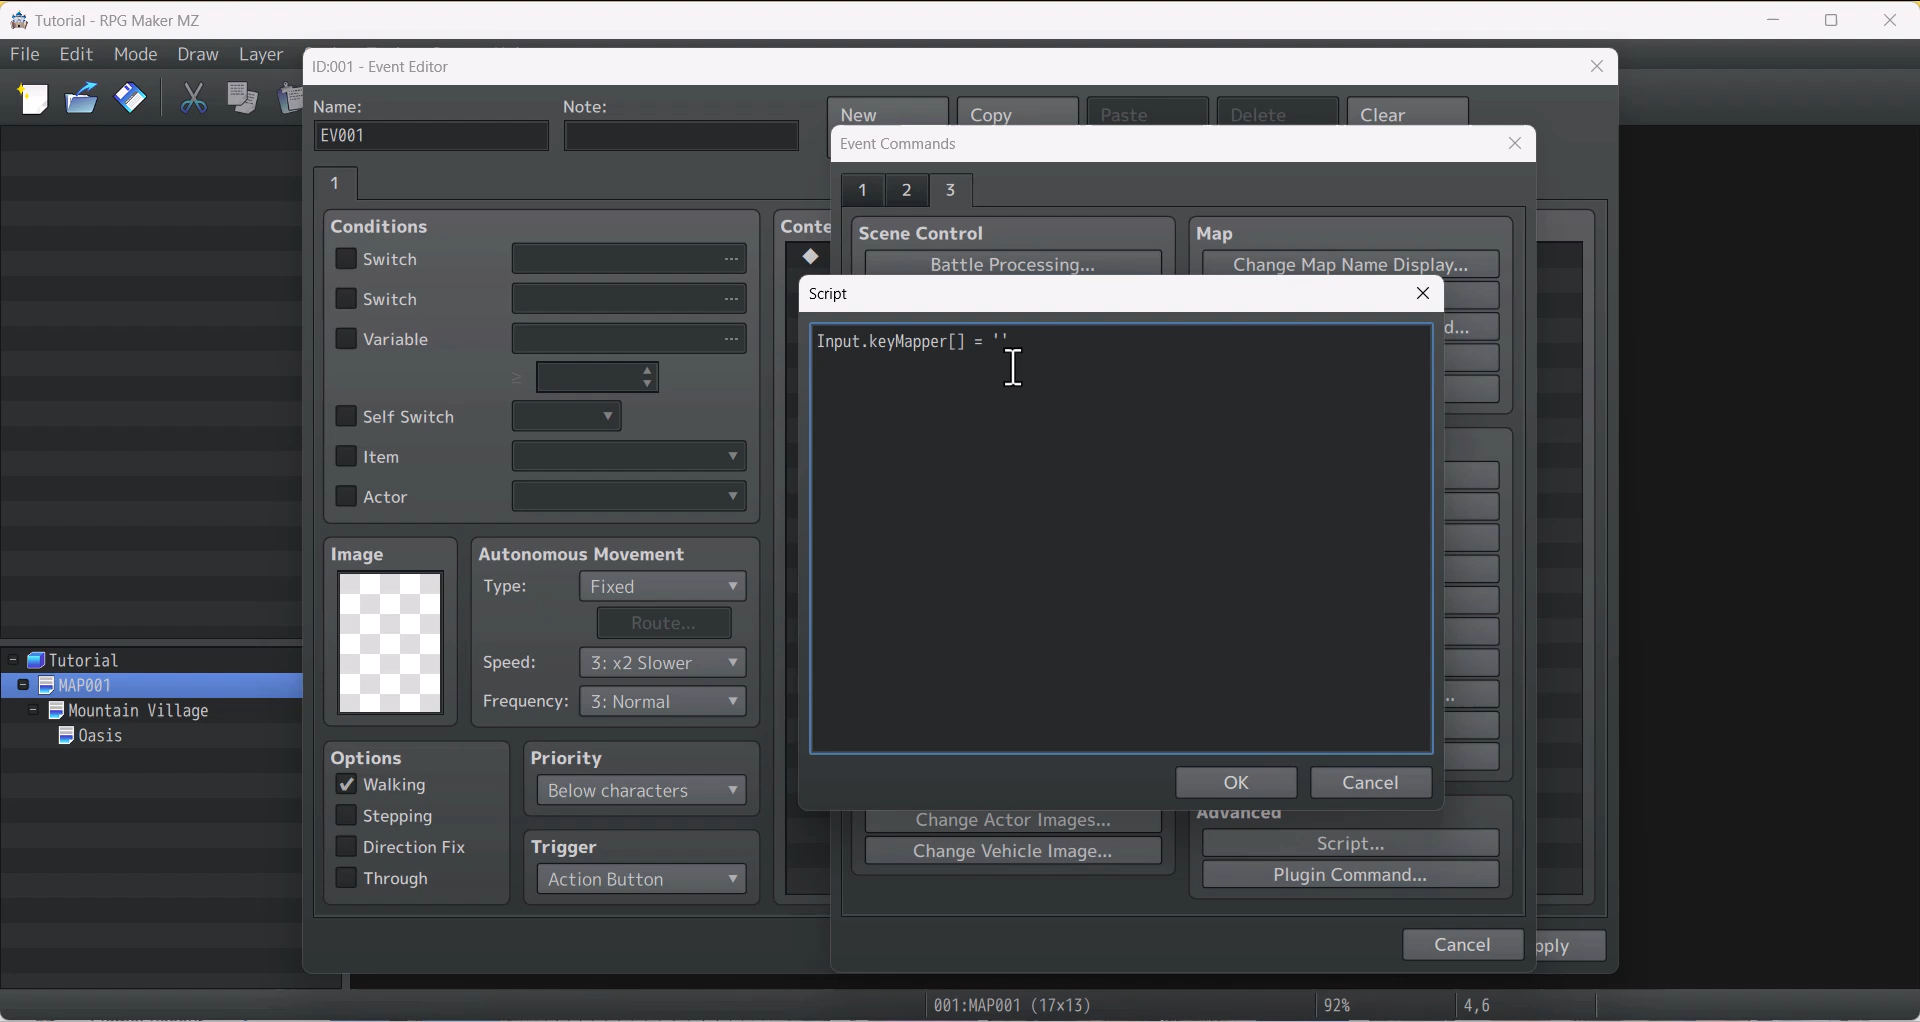 Tutorial - RPG Maker MZ
File Edit Mode Draw Layer
ID:001 - Event Editor
Name:
Note:
EV001
New
Copy
Paste
Delete
Clear
Event Commands
1
1 2 3
Conditions
Switch ...
Switch ...
Variable ...
≥
Self Switch
Item
Actor
Conte
◆
Scene Control
Battle Processing...
Map
Change Map Name Display...
d...
Script
Input.keyMapper[] = ''
OK
Cancel
..
Image
Autonomous Movement
Type: Fixed
Route...
Speed: 3: x2 Slower
Frequency: 3: Normal
Tutorial
MAP001
Mountain Village
Oasis
Options
Walking
Stepping
Direction Fix
Through
Priority
Below characters
Trigger
Action Button
Change Actor Images...
Change Vehicle Image...
Advanced
Script...
Plugin Command...
Cancel
pply
001:MAP001 (17x13)
92%
4,6